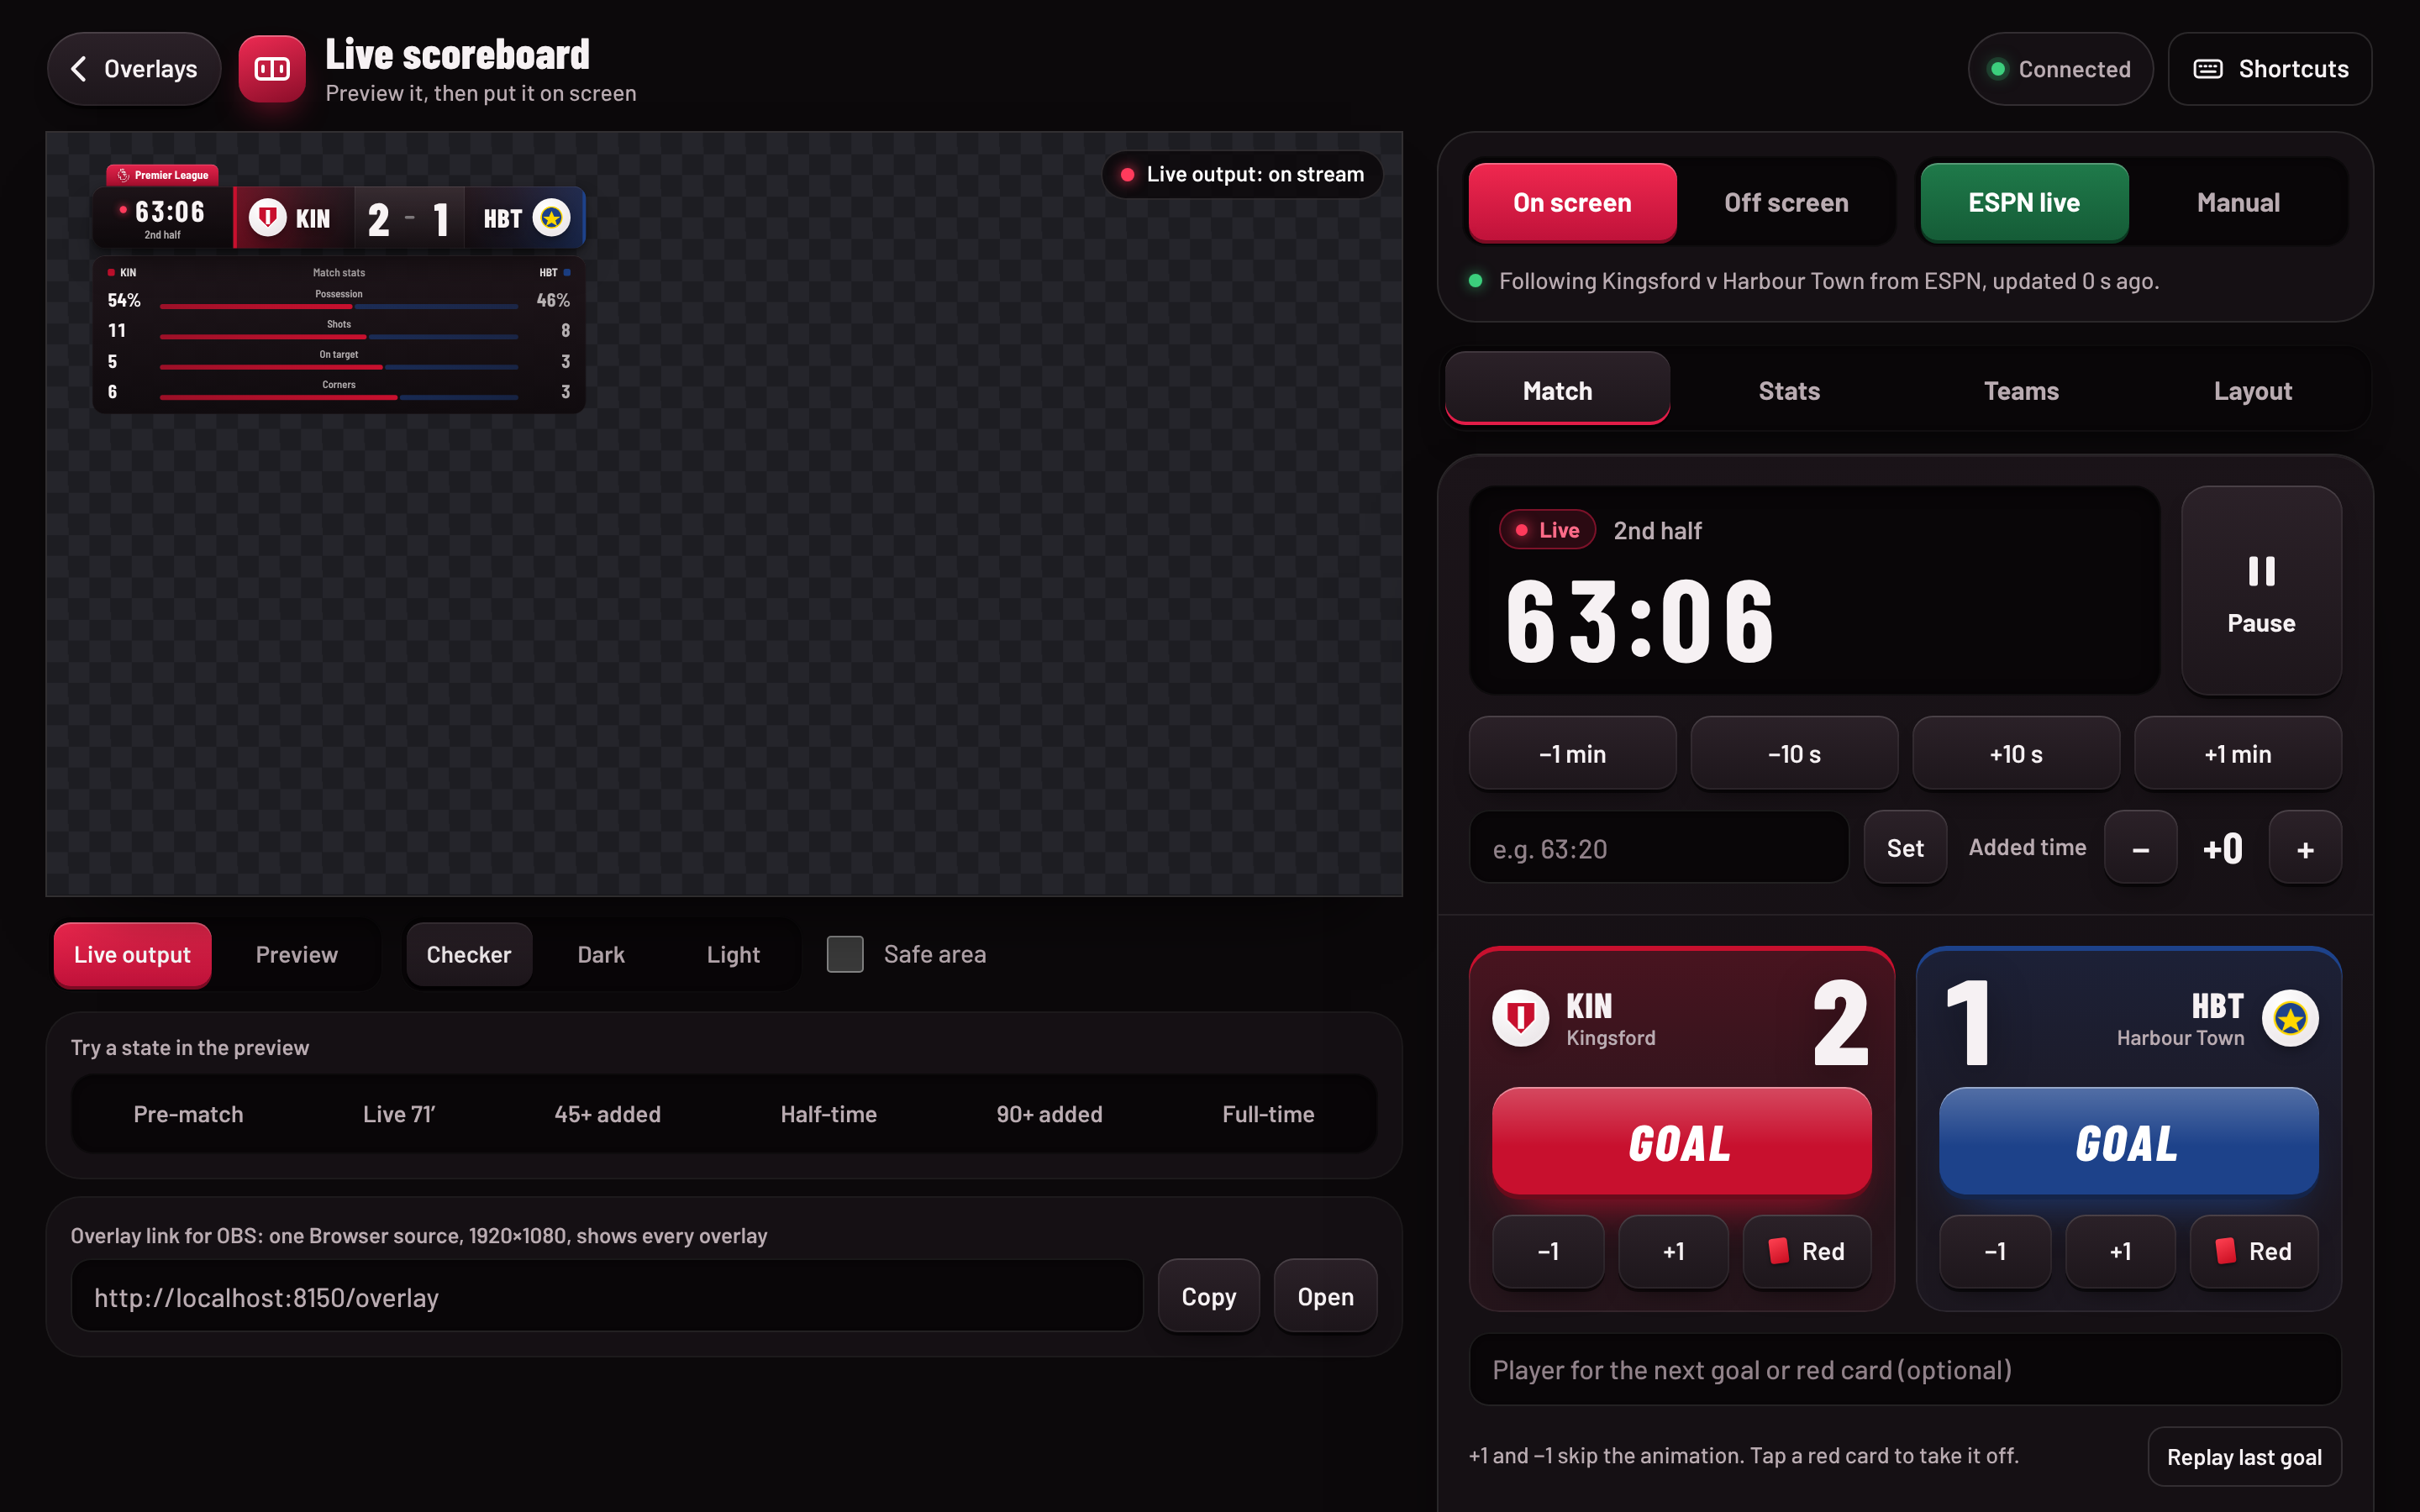 Overlays
Live scoreboard
Preview it, then put it on screen
Connected
Shortcuts
Premier League
63:06
2nd half
KIN
2 - 1
HBT
Live output: on stream
KIN
Match stats
HBT
54%
Possession
46%
11
Shots
8
5
On target
3
6
Corners
3
Live output
Preview
Checker
Dark
Light
Safe area
Try a state in the preview
Pre-match
Live 71′
45+ added
Half-time
90+ added
Full-time
Overlay link for OBS: one Browser source, 1920×1080, shows every overlay
http://localhost:8150/overlay
Copy
Open
On screen
Off screen
ESPN live
Manual
Following Kingsford v Harbour Town from ESPN, updated 0 s ago.
Match
Stats
Teams
Layout
Live
2nd half
63:06
Pause
−1 min
−10 s
+10 s
+1 min
e.g. 63:20
Set
Added time
−
+0
+
KIN
Kingsford
2
GOAL
−1
+1
Red
1
HBT
Harbour Town
GOAL
−1
+1
Red
Player for the next goal or red card (optional)
+1 and −1 skip the animation. Tap a red card to take it off.
Replay last goal